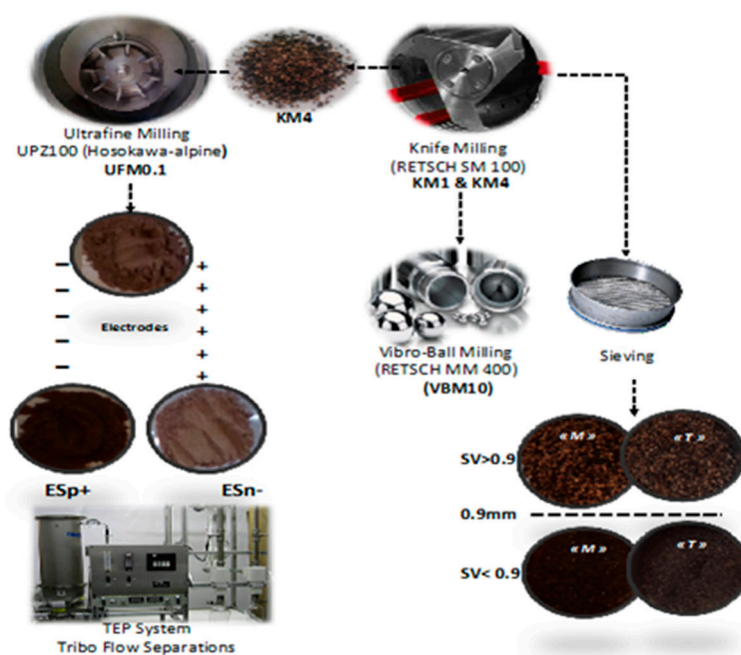 KM4
Ultrafine Milling
UPZ100 (Hosokawa-alpine)
UFM0.1
Knife Milling
(RETSCH SM 100)
KM1 & KM4
Electrodes
Vibro-Ball Milling
(RETSCH MM 400)
(VBM10)
Sieving
ESp+
ESn-
«M»
«T»
SV>0.9
0.9mm
«M»
«T»
SV< 0.9
TEP System
Tribo Flow Separations